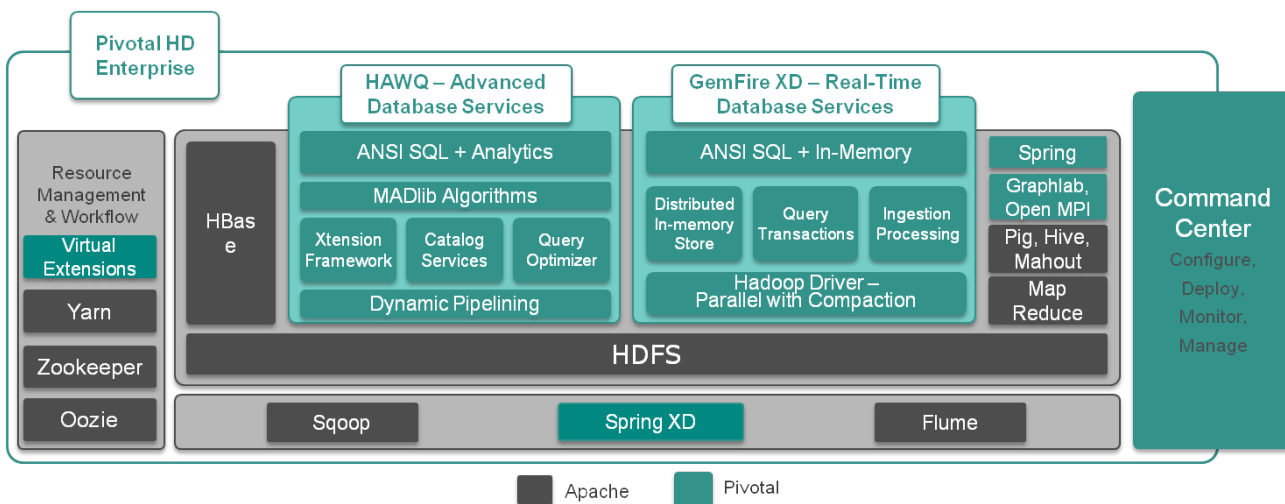 Pivotal HD
Enterprise
HAWQ – Advanced
Database Services
GemFire XD – Real-Time
Database Services
Resource
Management
& Workflow
Virtual
Extensions
Yarn
Zookeeper
Oozie
HBas
e
ANSI SQL + Analytics
MADlib Algorithms
Xtension
Framework
Catalog
Services
Query
Optimizer
Dynamic Pipelining
ANSI SQL + In-Memory
Distributed
In-memory
Store
Query
Transactions
Ingestion
Processing
Hadoop Driver –
Parallel with Compaction
Spring
Graphlab,
Open MPI
Pig, Hive,
Mahout
Map
Reduce
HDFS
Sqoop
Spring XD
Flume
Command
Center
Configure,
Deploy,
Monitor,
Manage
Apache
Pivotal